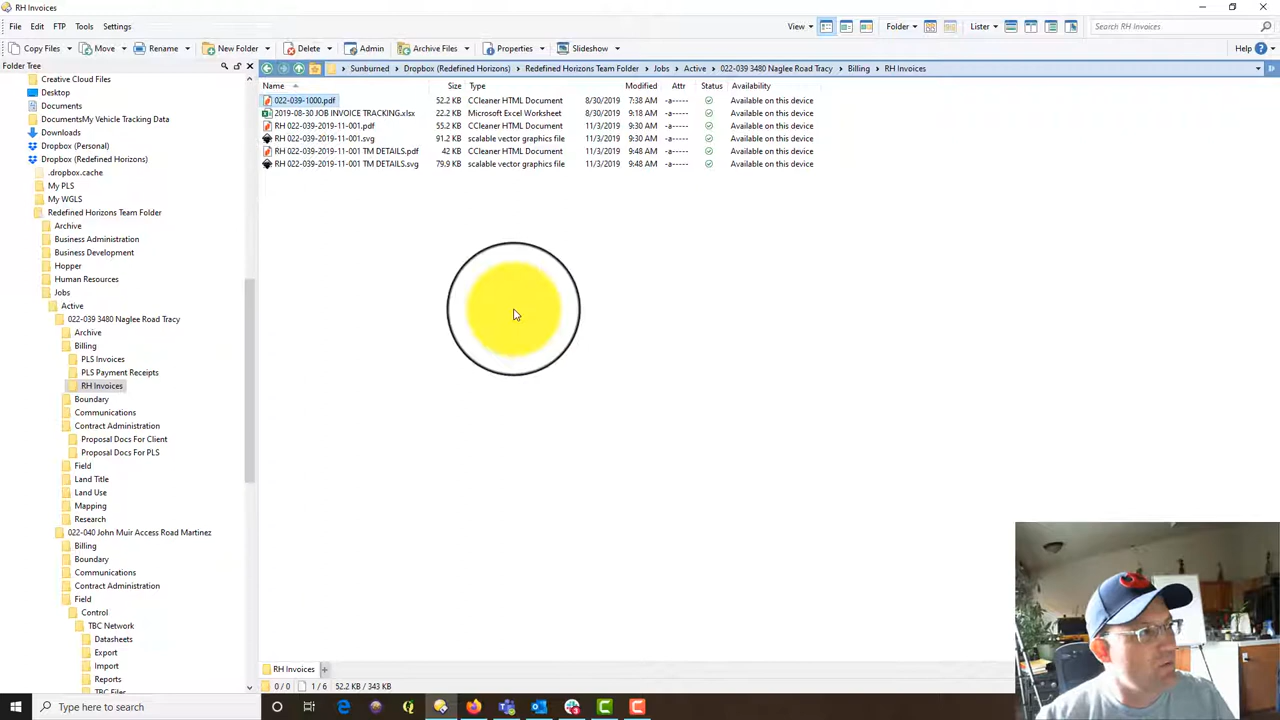 RH Invoices
File Edit FTP Tools Settings View Folder Lister Search RH Invoices
Copy Files Move Rename New Folder Delete Admin Archive Files Properties Slideshow Help
Folder Tree Sunburned Dropbox (Redefined Horizons) Redefined Horizons Team Folder Jobs Active 022-039 3480 Naglee Road Tracy Billing RH Invoices
Name Size Type Modified Attr Status Availability
022-039-1000.pdf 52.2 KB CCleaner HTML Document 8/30/2019 7:38 AM -a----- Available on this device
2019-08-30 JOB INVOICE TRACKING.xlsx 22.2 KB Microsoft Excel Worksheet 8/30/2019 9:18 AM -a----- Available on this device
RH 022-039-2019-11-001.pdf 55.2 KB CCleaner HTML Document 11/3/2019 9:30 AM -a----- Available on this device
RH 022-039-2019-11-001.svg 91.2 KB scalable vector graphics file 11/3/2019 9:30 AM -a----- Available on this device
RH 022-039-2019-11-001 TM DETAILS.pdf 42 KB CCleaner HTML Document 11/3/2019 9:48 AM -a----- Available on this device
RH 022-039-2019-11-001 TM DETAILS.svg 79.9 KB scalable vector graphics file 11/3/2019 9:48 AM -a----- Available on this device
Creative Cloud Files
Desktop
Documents
DocumentsMy Vehicle Tracking Data
Downloads
Dropbox (Personal)
Dropbox (Redefined Horizons)
.dropbox.cache
My PLS
My WGLS
Redefined Horizons Team Folder
Archive
Business Administration
Business Development
Hopper
Human Resources
Jobs
Active
022-039 3480 Naglee Road Tracy
Archive
Billing
PLS Invoices
PLS Payment Receipts
RH Invoices
Boundary
Communications
Contract Administration
Proposal Docs For Client
Proposal Docs For PLS
Field
Land Title
Land Use
Mapping
Research
022-040 John Muir Access Road Martinez
Billing
Boundary
Communications
Contract Administration
Field
Control
TBC Network
Datasheets
Export
Import
Reports
TBC Files
RH Invoices
0/0 1/6 52.2 KB / 343 KB
Type here to search